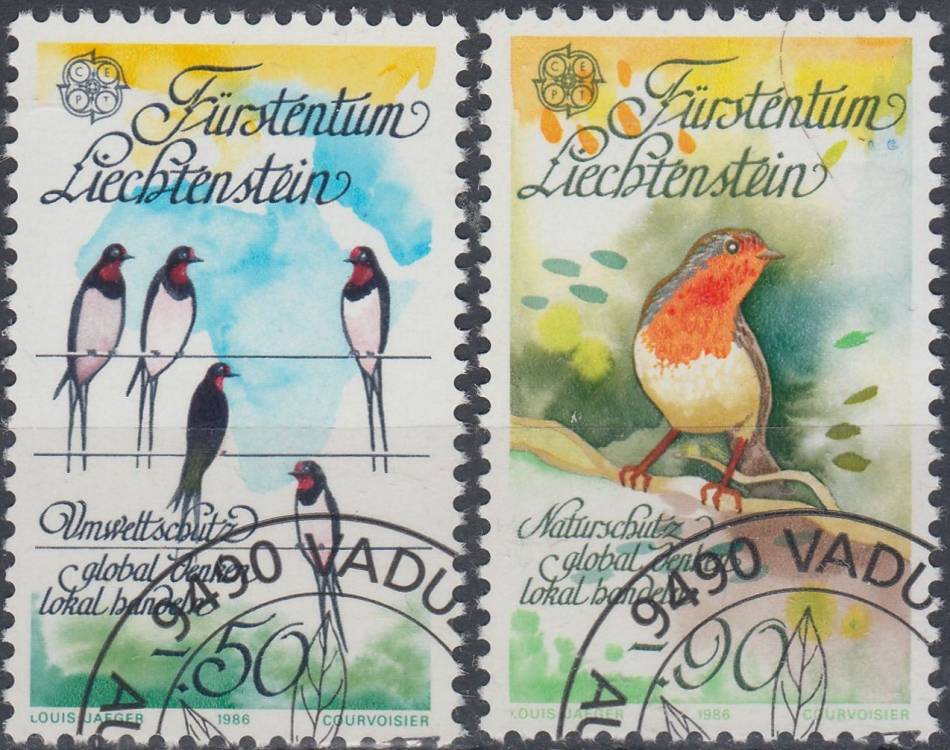 CEPT
Fürstentum
Liechtenstein
Umweltschutz
global denken
lokal handeln
.50
9490 VADU
A
LOUIS JAEGER 1986 COURVOISIER
CEPT
Fürstentum
Liechtenstein
Naturschutz
global denken
lokal handeln
.90
9490 VADU
A
LOUIS JAEGER 1986 COURVOISIER